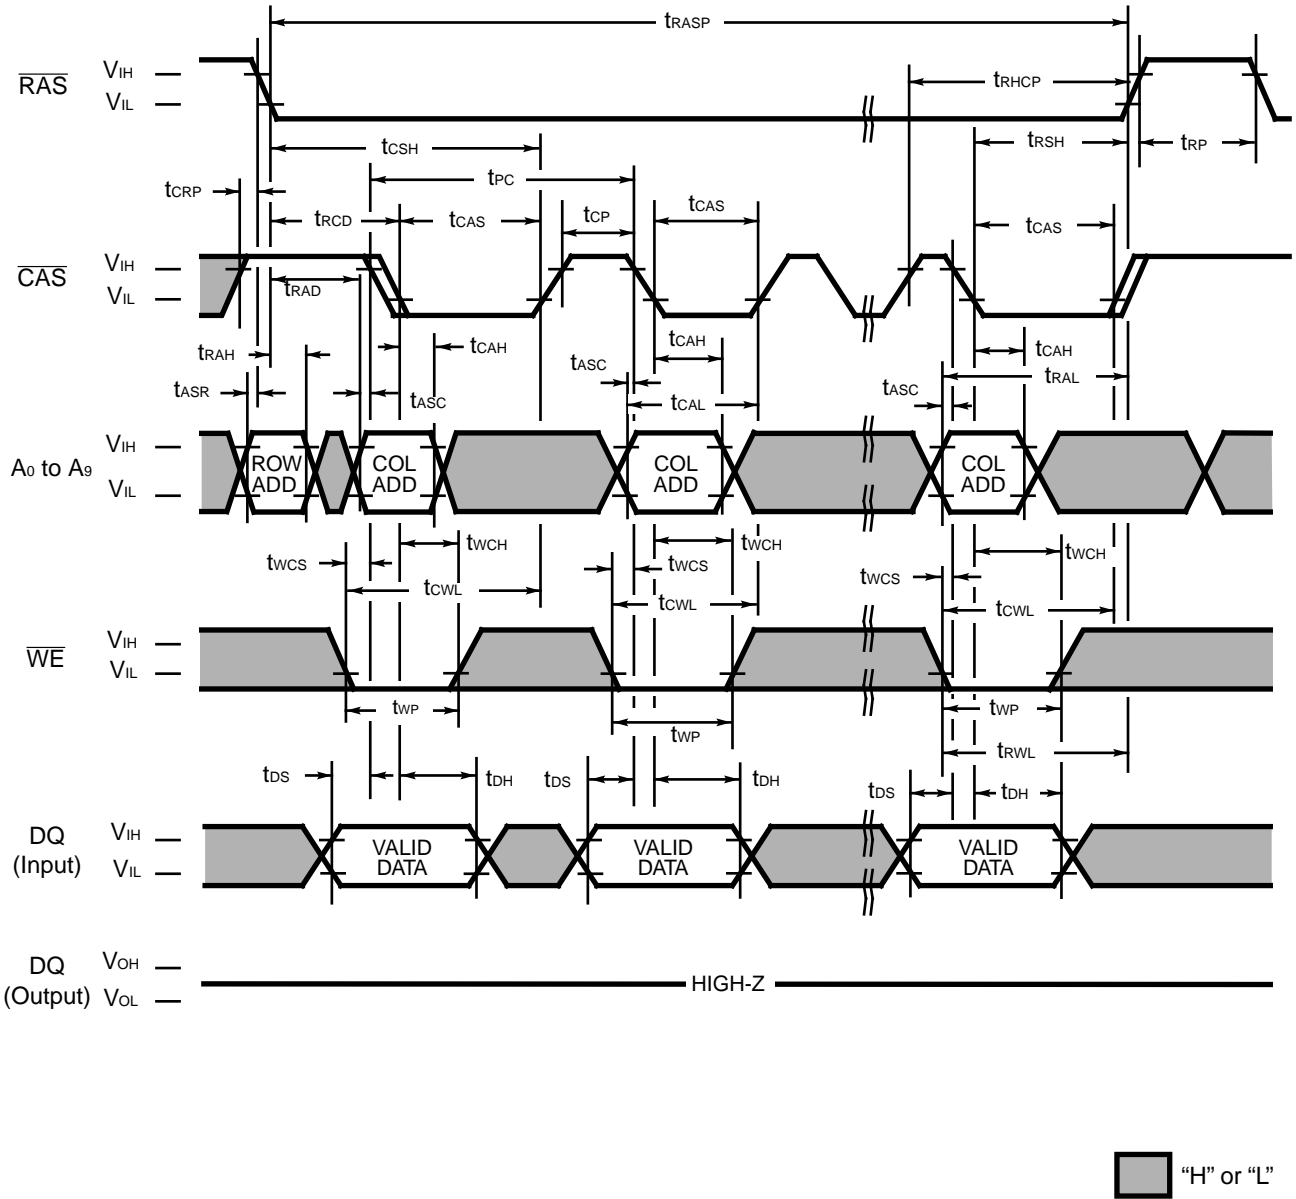 tRASP
RAS
VIH
VIL
tRHCP
tCSH
tRSH
tRP
tPC
tCRP
tRCD
tCAS
tCP
tCAS
tCAS
CAS
VIH
VIL
tRAD
tRAH
tCAH
tCAH
tCAH
tASC
tRAL
tASR
tASC
tCAL
tASC
A0 to A9
VIH
VIL
ROW ADD
COL ADD
COL ADD
COL ADD
tWCH
tWCH
tWCH
tWCS
tWCS
tWCS
tCWL
tCWL
tCWL
WE
VIH
VIL
tWP
tWP
tWP
tRWL
tDS
tDH
tDS
tDH
tDS
tDH
DQ
(Input)
VIH
VIL
VALID DATA
VALID DATA
VALID DATA
DQ
(Output)
VOH
VOL
HIGH-Z
“H” or “L”